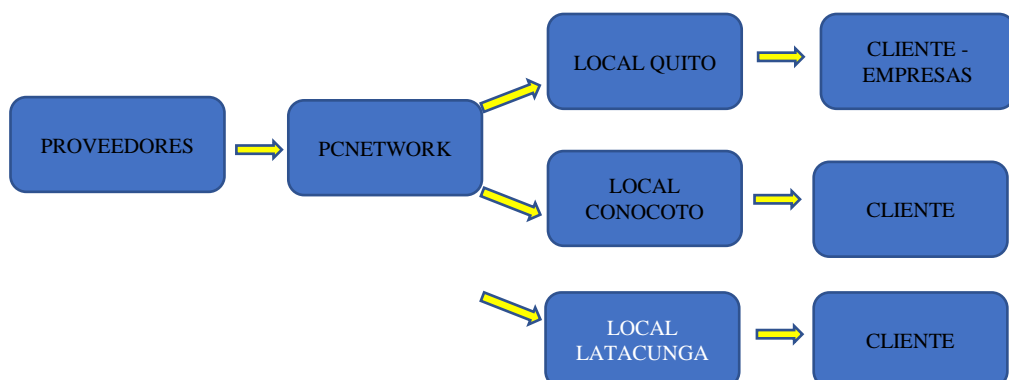 PROVEEDORES
PCNETWORK
LOCAL QUITO
CLIENTE -
EMPRESAS
LOCAL
CONOCOTO
CLIENTE
LOCAL
LATACUNGA
CLIENTE